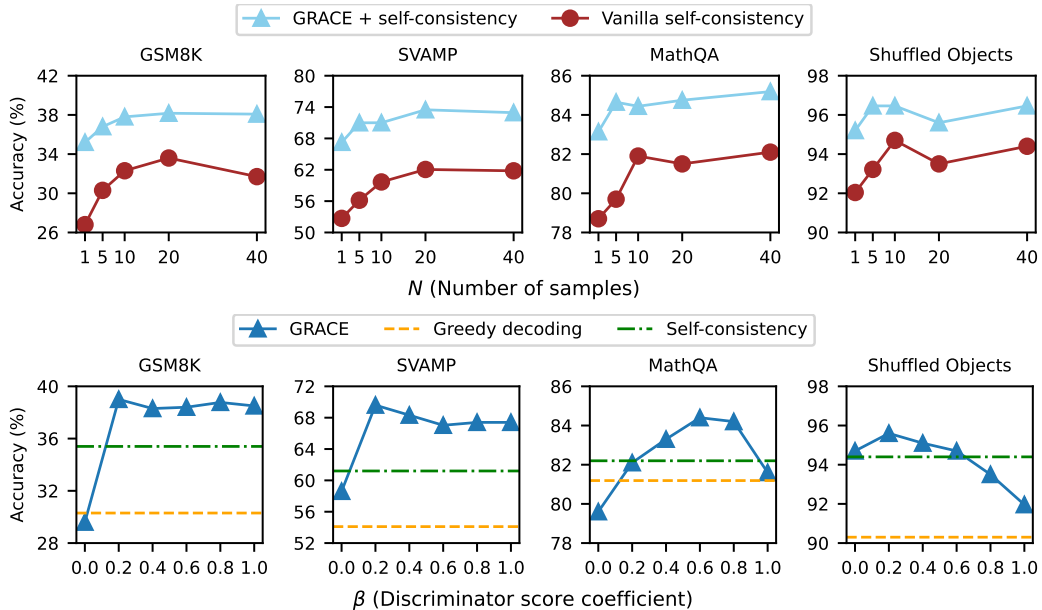 GRACE + self-consistency Vanilla self-consistency
GSM8K SVAMP MathQA Shuffled Objects
Accuracy (%)
42 80 86 98
38 74 84 96
34 68 82 94
30 62 80 92
26 56 78 90
50
1 5 10 20 40 1 5 10 20 40 1 5 10 20 40 1 5 10 20 40
N (Number of samples)
GRACE Greedy decoding Self-consistency
GSM8K SVAMP MathQA Shuffled Objects
Accuracy (%)
40 72 86 98
36 68 84 96
32 64 82 94
28 60 80 92
56 78 90
52
0.0 0.2 0.4 0.6 0.8 1.0 0.0 0.2 0.4 0.6 0.8 1.0 0.0 0.2 0.4 0.6 0.8 1.0 0.0 0.2 0.4 0.6 0.8 1.0
β (Discriminator score coefficient)